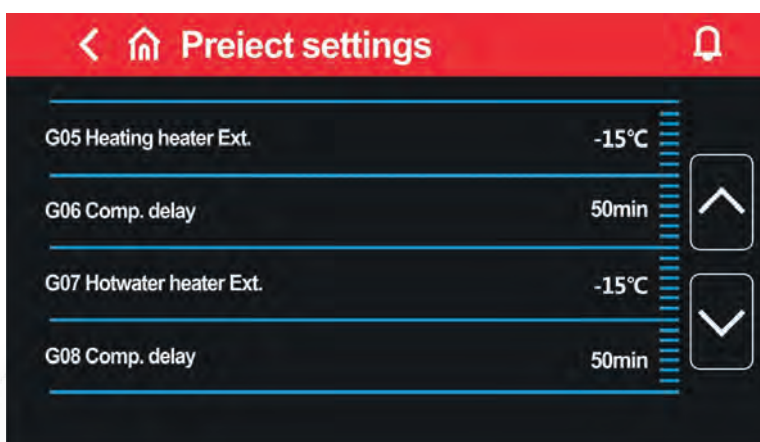 Preiect settings
G05 Heating heater Ext. -15℃
G06 Comp. delay 50min
G07 Hotwater heater Ext. -15℃
G08 Comp. delay 50min